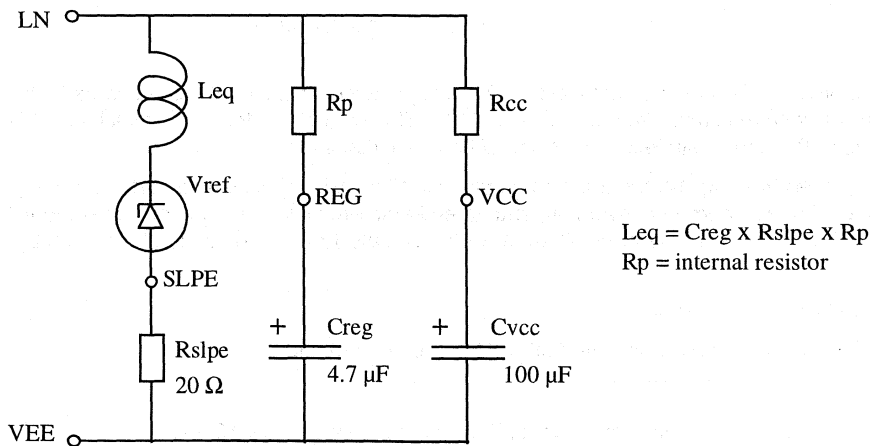 LN
Leq
Rp
Rcc
Vref
REG
VCC
Leq = Creg x Rslpe x Rp
Rp = internal resistor
SLPE
+
Creg
+
Cvcc
Rslpe
4.7 µF
100 µF
20 Ω
VEE